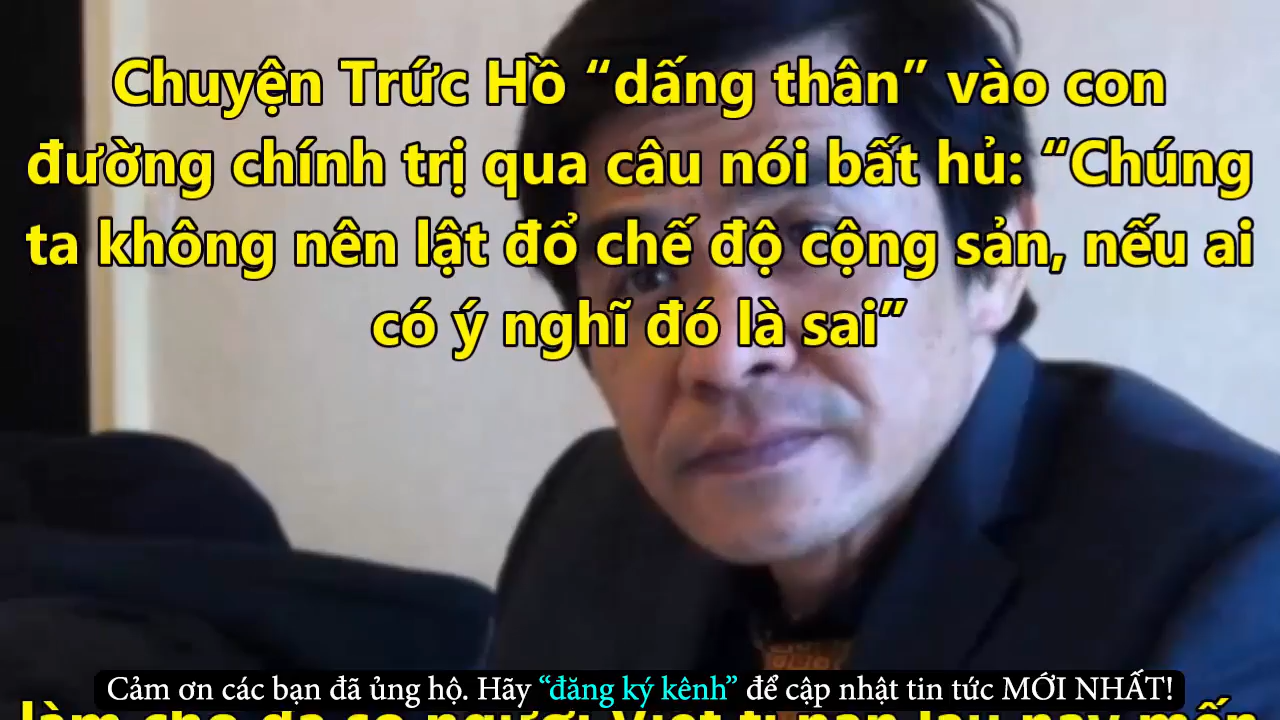 Chuyện Trức Hồ “dấng thân” vào con
đường chính trị qua câu nói bất hủ: “Chúng
ta không nên lật đổ chế độ cộng sản, nếu ai
có ý nghĩ đó là sai”
Cảm ơn các bạn đã ủng hộ. Hãy “đăng ký kênh” để cập nhật tin tức MỚI NHẤT!